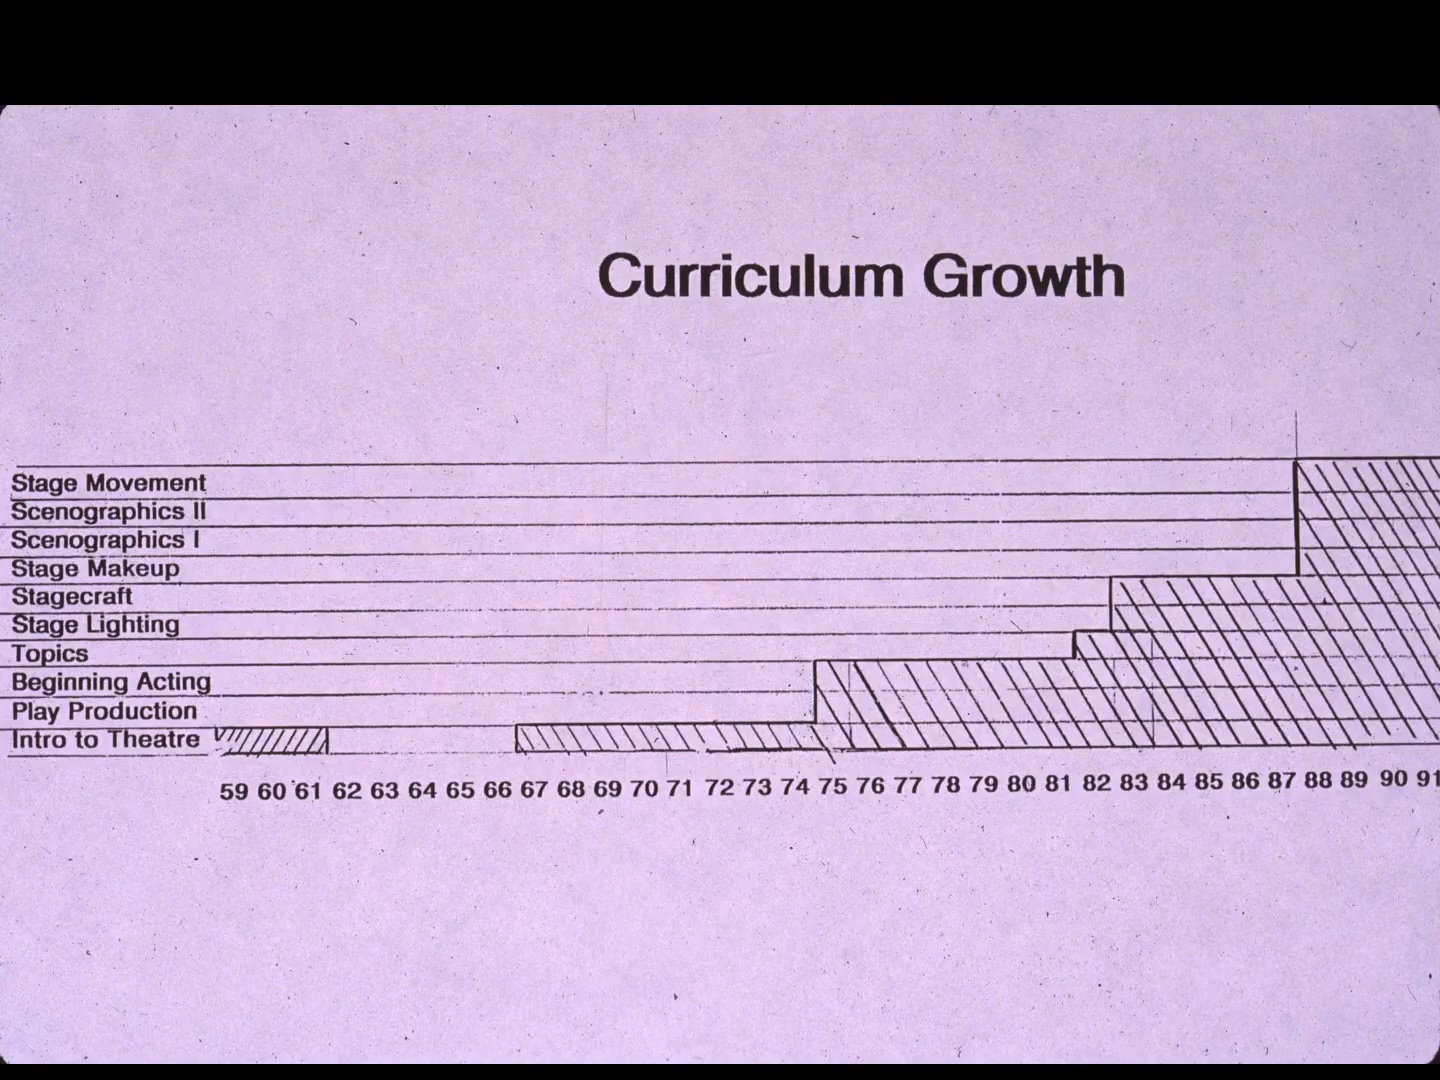 Curriculum Growth
Stage Movement
Scenographics II
Scenographics I
Stage Makeup
Stagecraft
Stage Lighting
Topics
Beginning Acting
Play Production
Intro to Theatre
59 60 61 62 63 64 65 66 67 68 69 70 71 72 73 74 75 76 77 78 79 80 81 82 83 84 85 86 87 88 89 90 91